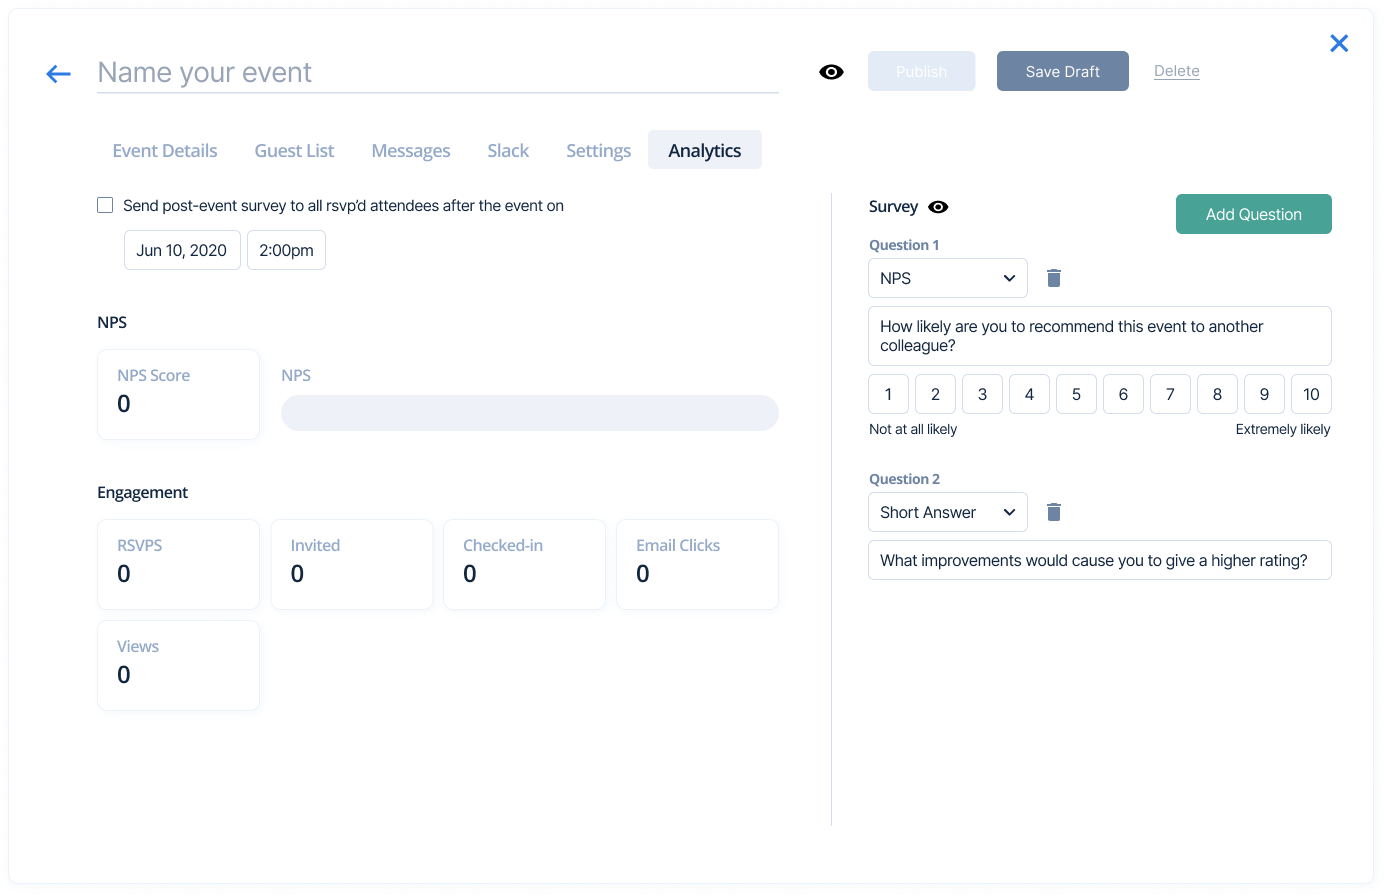 Name your event
Publish
Save Draft
Delete
Event Details
Guest List
Messages
Slack
Settings
Analytics
Send post-event survey to all rsvp’d attendees after the event on
Jun 10, 2020
2:00pm
NPS
NPS Score
0
NPS
Engagement
RSVPS
0
Invited
0
Checked-in
0
Email Clicks
0
Views
0
Survey
Add Question
Question 1
NPS
How likely are you to recommend this event to another
colleague?
1
2
3
4
5
6
7
8
9
10
Not at all likely
Extremely likely
Question 2
Short Answer
What improvements would cause you to give a higher rating?